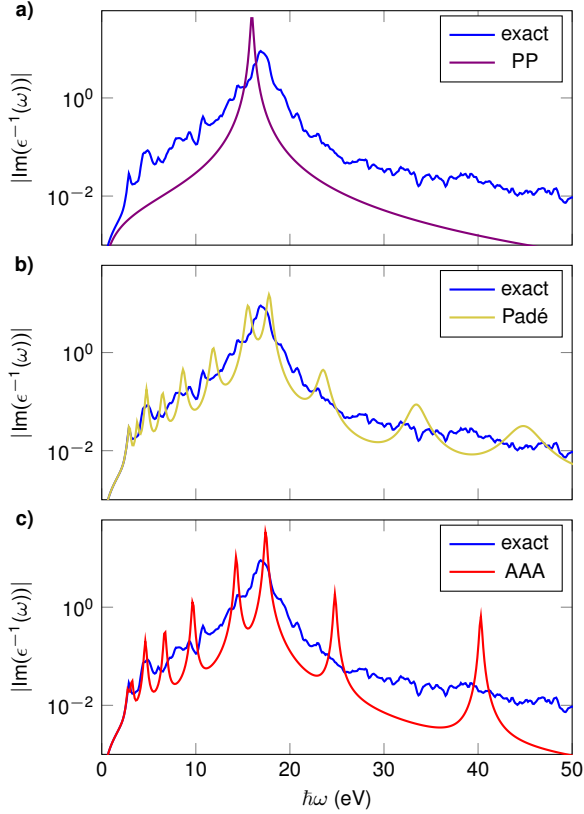 a)
exact
PP
10⁰
10⁻²
|Im(ϵ⁻¹(ω))|
b)
exact
Padé
10⁰
10⁻²
|Im(ϵ⁻¹(ω))|
c)
exact
AAA
10⁰
10⁻²
|Im(ϵ⁻¹(ω))|
0 10 20 30 40 50
ħω (eV)